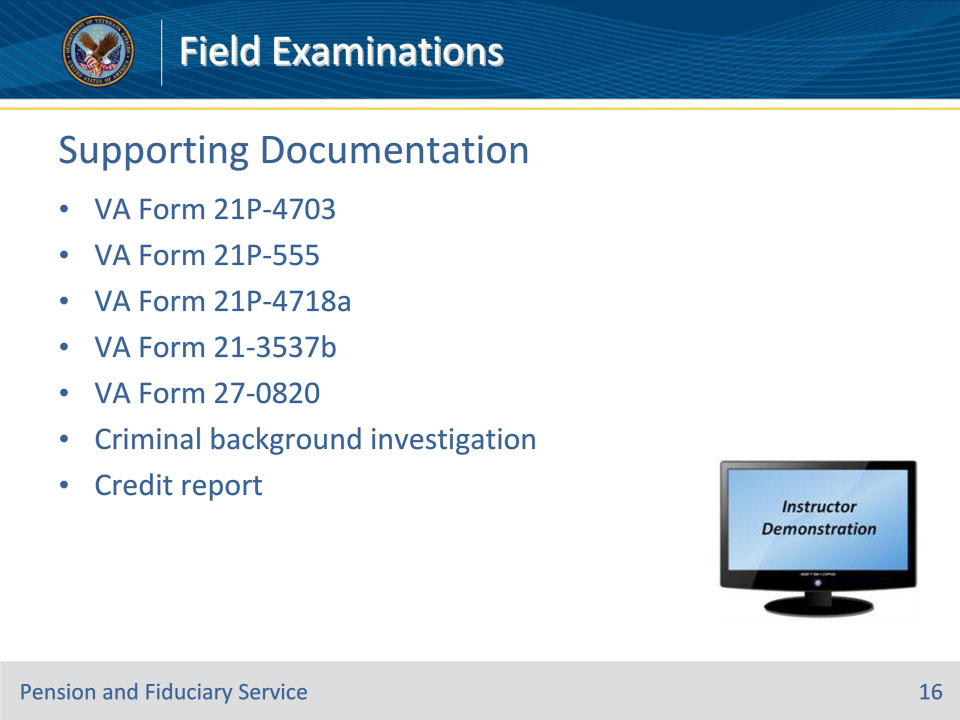 Field Examinations
Supporting Documentation
• VA Form 21P-4703
• VA Form 21P-555
• VA Form 21P-4718a
• VA Form 21-3537b
• VA Form 27-0820
• Criminal background investigation
• Credit report
Instructor
Demonstration
Pension and Fiduciary Service
16